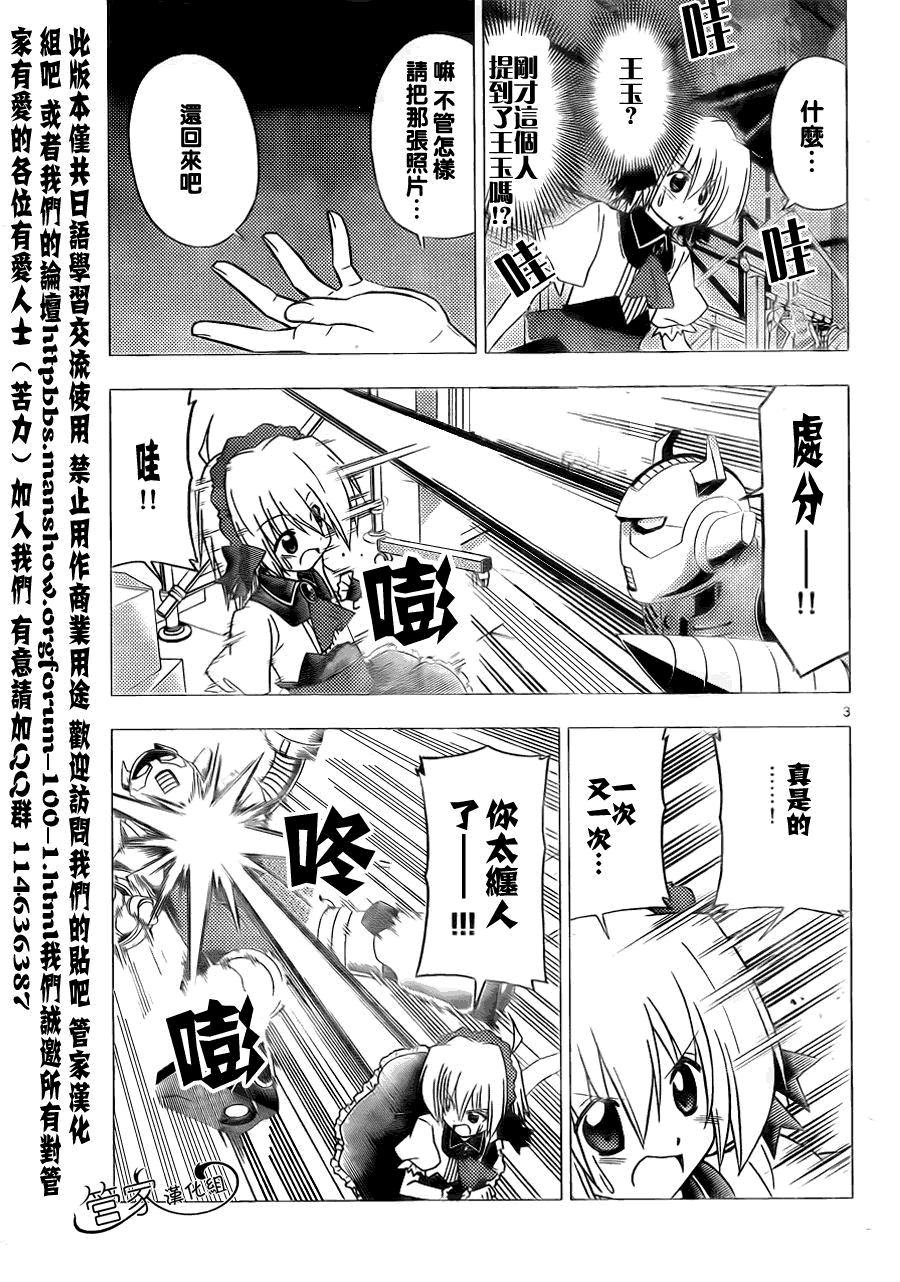 什麼…
哇
王玉?
剛才這個人
提到了王玉嗎!?
哇
哇
嘛 不管怎樣
請把那張照片…
還回來吧
處分——!!
哇!!
嘭
3
真是的
……!
一次
又一次…
你太纏人
了——!!!
咚
嘭
此版本僅共日語學習交流使用 禁止用作商業用途 歡迎訪問我們的貼吧 管家漢化
組吧 或者我們的論壇httpbbs.manshow.orgforum-100-1.html我們誠邀所有對管
家有愛的各位有愛人士（苦力）加入我們 有意請加QQ群 11463638７
管家漢化組